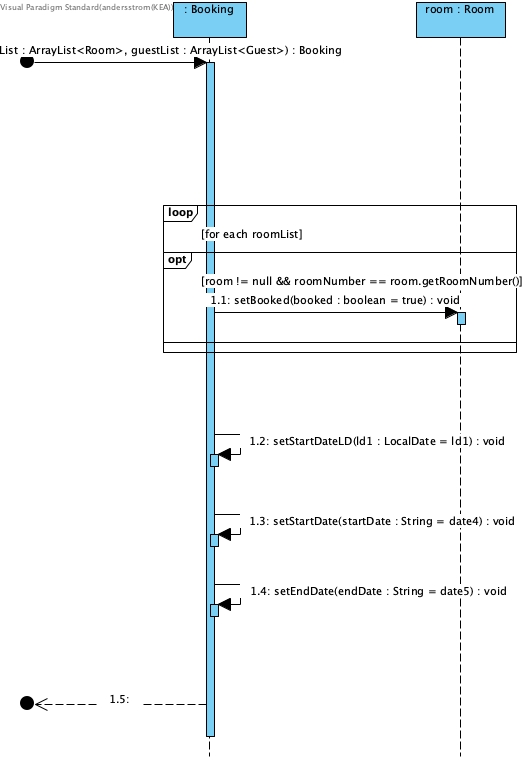 Visual Paradigm Standard(andersstrom(KEA))
: Booking
room : Room
List : ArrayList<Room>, guestList : ArrayList<Guest>) : Booking
loop
[for each roomList]
opt
[room != null && roomNumber == room.getRoomNumber()]
1.1: setBooked(booked : boolean = true) : void
1.2: setStartDateLD(ld1 : LocalDate = ld1) : void
1.3: setStartDate(startDate : String = date4) : void
1.4: setEndDate(endDate : String = date5) : void
1.5: